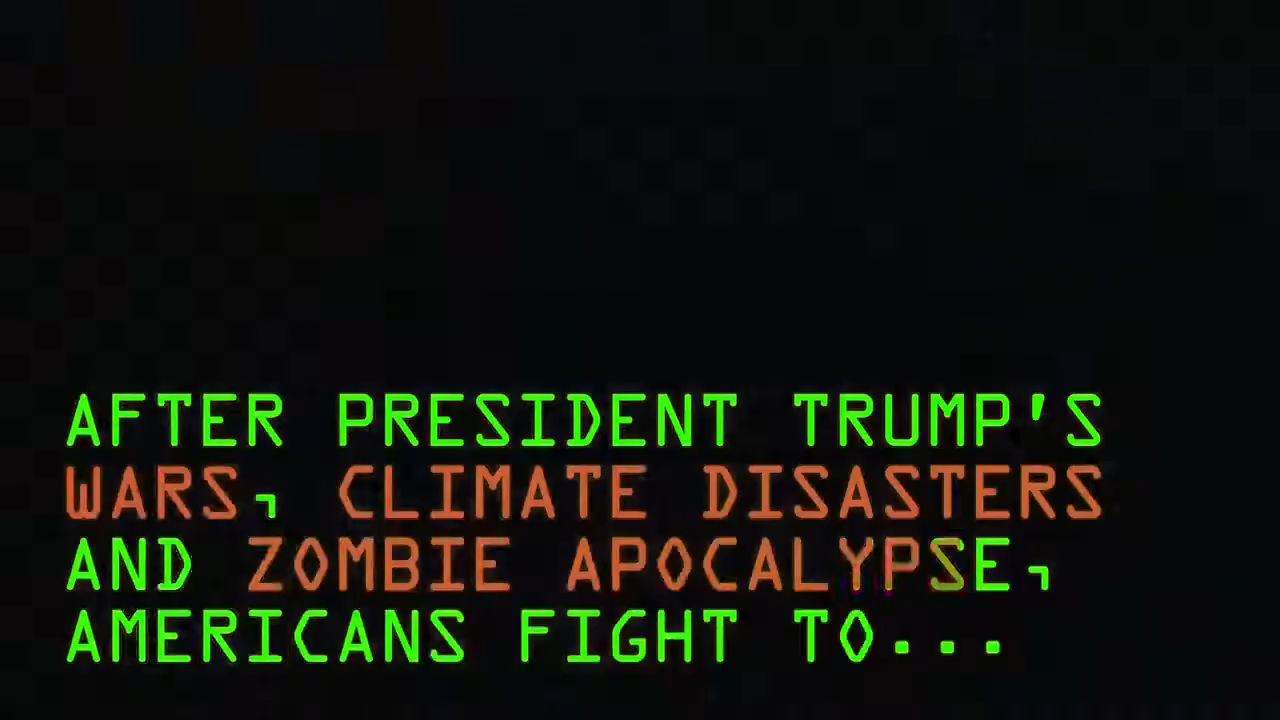 AFTER PRESIDENT TRUMP'S
WARS, CLIMATE DISASTERS
AND ZOMBIE APOCALYPSE,
AMERICANS FIGHT TO...